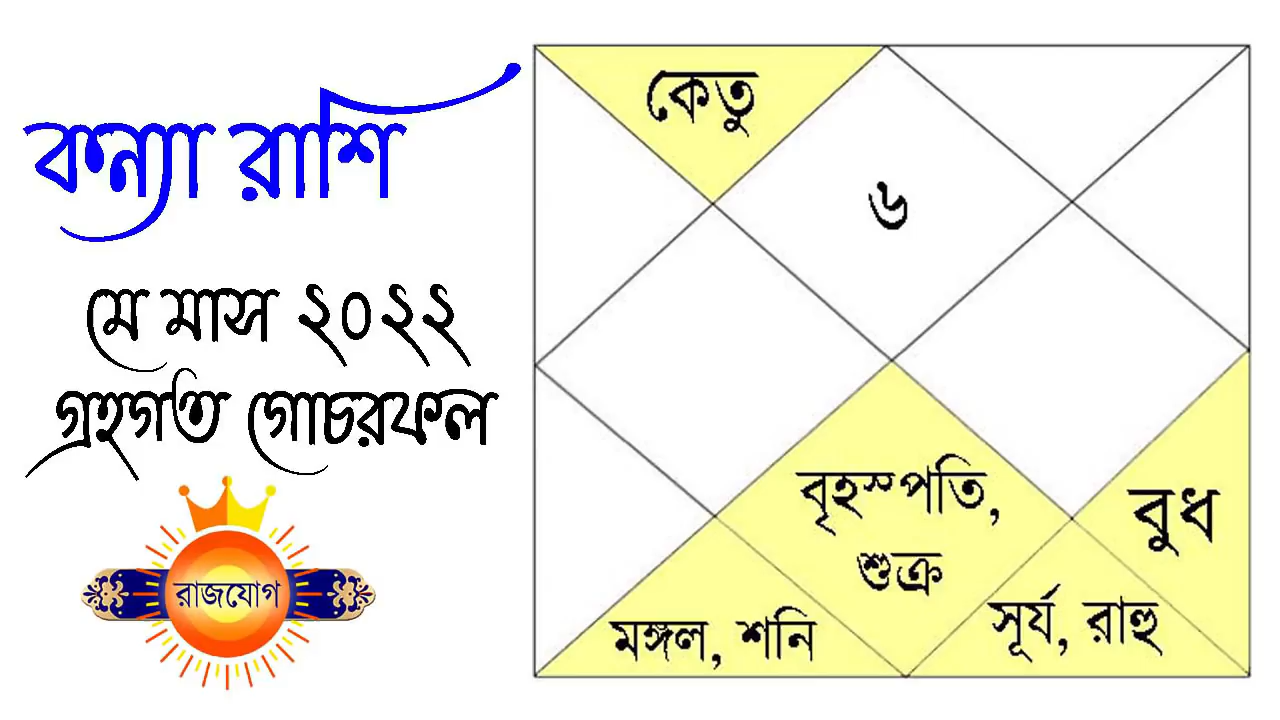 কন্যা রাশি
মে মাস ২০২২
গ্রহগত গোচরফল
রাজযোগ
কেতু
৬
বৃহস্পতি,
শুক্র
বুধ
মঙ্গল, শনি
সূর্য, রাহু